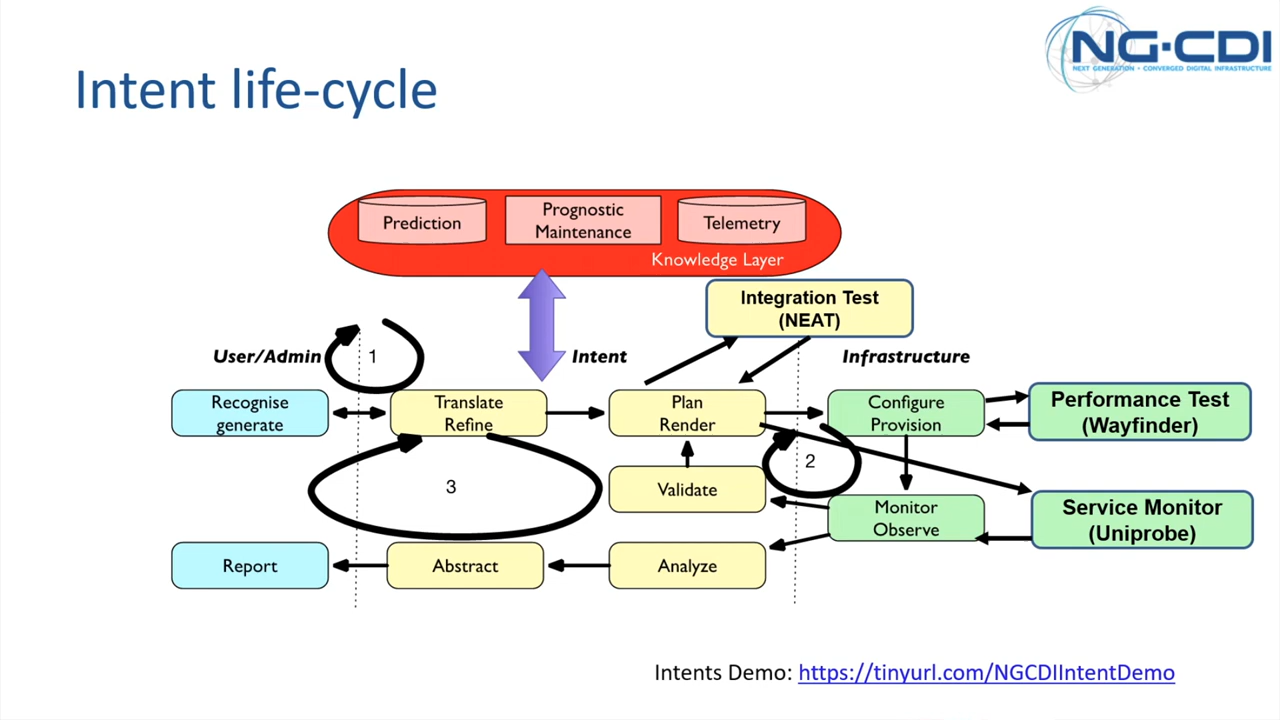 NG-CDI
NEXT GENERATION • CONVERGED DIGITAL INFRASTRUCTURE
Intent life-cycle
Prediction
Prognostic
Maintenance
Telemetry
Knowledge Layer
Integration Test
(NEAT)
User/Admin
1
Intent
Infrastructure
Recognise
generate
Translate
Refine
Plan
Render
Configure
Provision
Performance Test
(Wayfinder)
3
Validate
2
Monitor
Observe
Service Monitor
(Uniprobe)
Report
Abstract
Analyze
Intents Demo: https://tinyurl.com/NGCDIIntentDemo